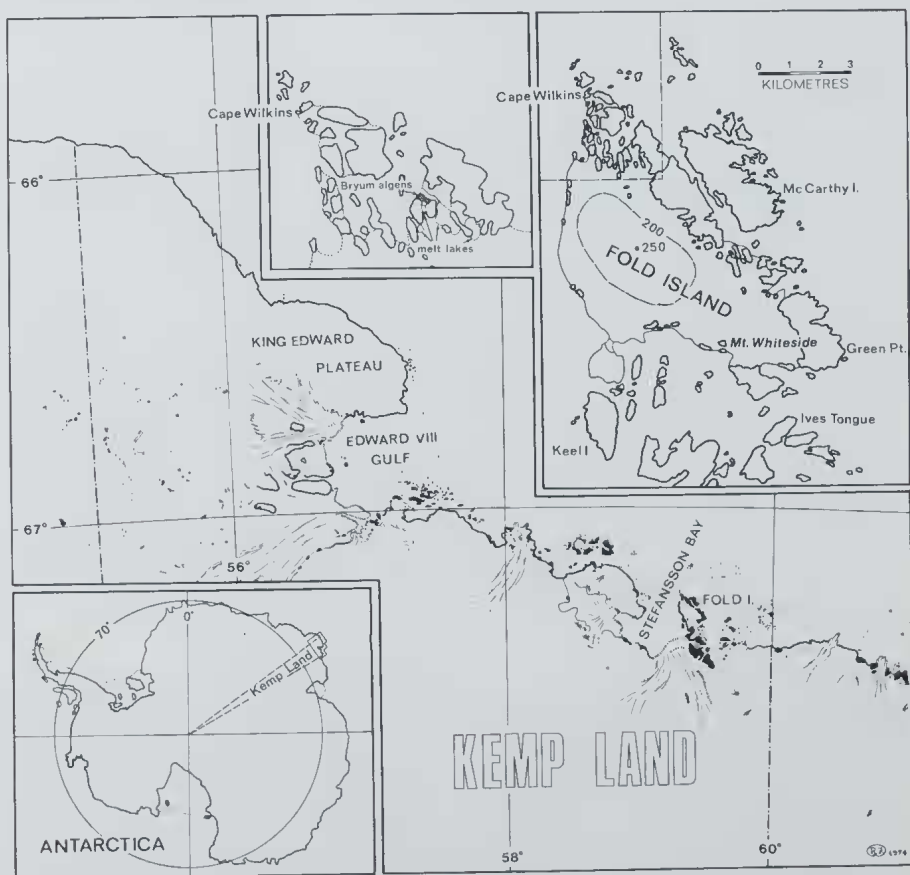 Cape Wilkins
Bryum algens
melt lakes
0 1 2 3
KILOMETRES
Cape Wilkins
Mc Carthy I.
200
250
FOLD ISLAND
Mt. Whiteside
Green Pt.
Ives Tongue
Keel I
66°
KING EDWARD
PLATEAU
EDWARD VIII
GULF
67°
56°
STEFANSSON BAY
FOLD I.
KEMP LAND
58°
60°
1974
70°
0°
Kemp Land
ANTARCTICA